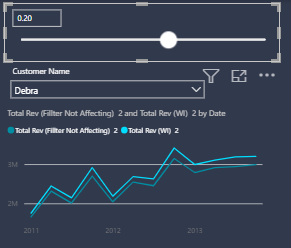 0.20
Customer Name
Debra
Total Rev (Fillter Not Affecting) 2 and Total Rev (WI) 2 by Date
Total Rev (Fillter Not Affecting) 2 Total Rev (WI) 2
3M
2M
2011 2012 2013